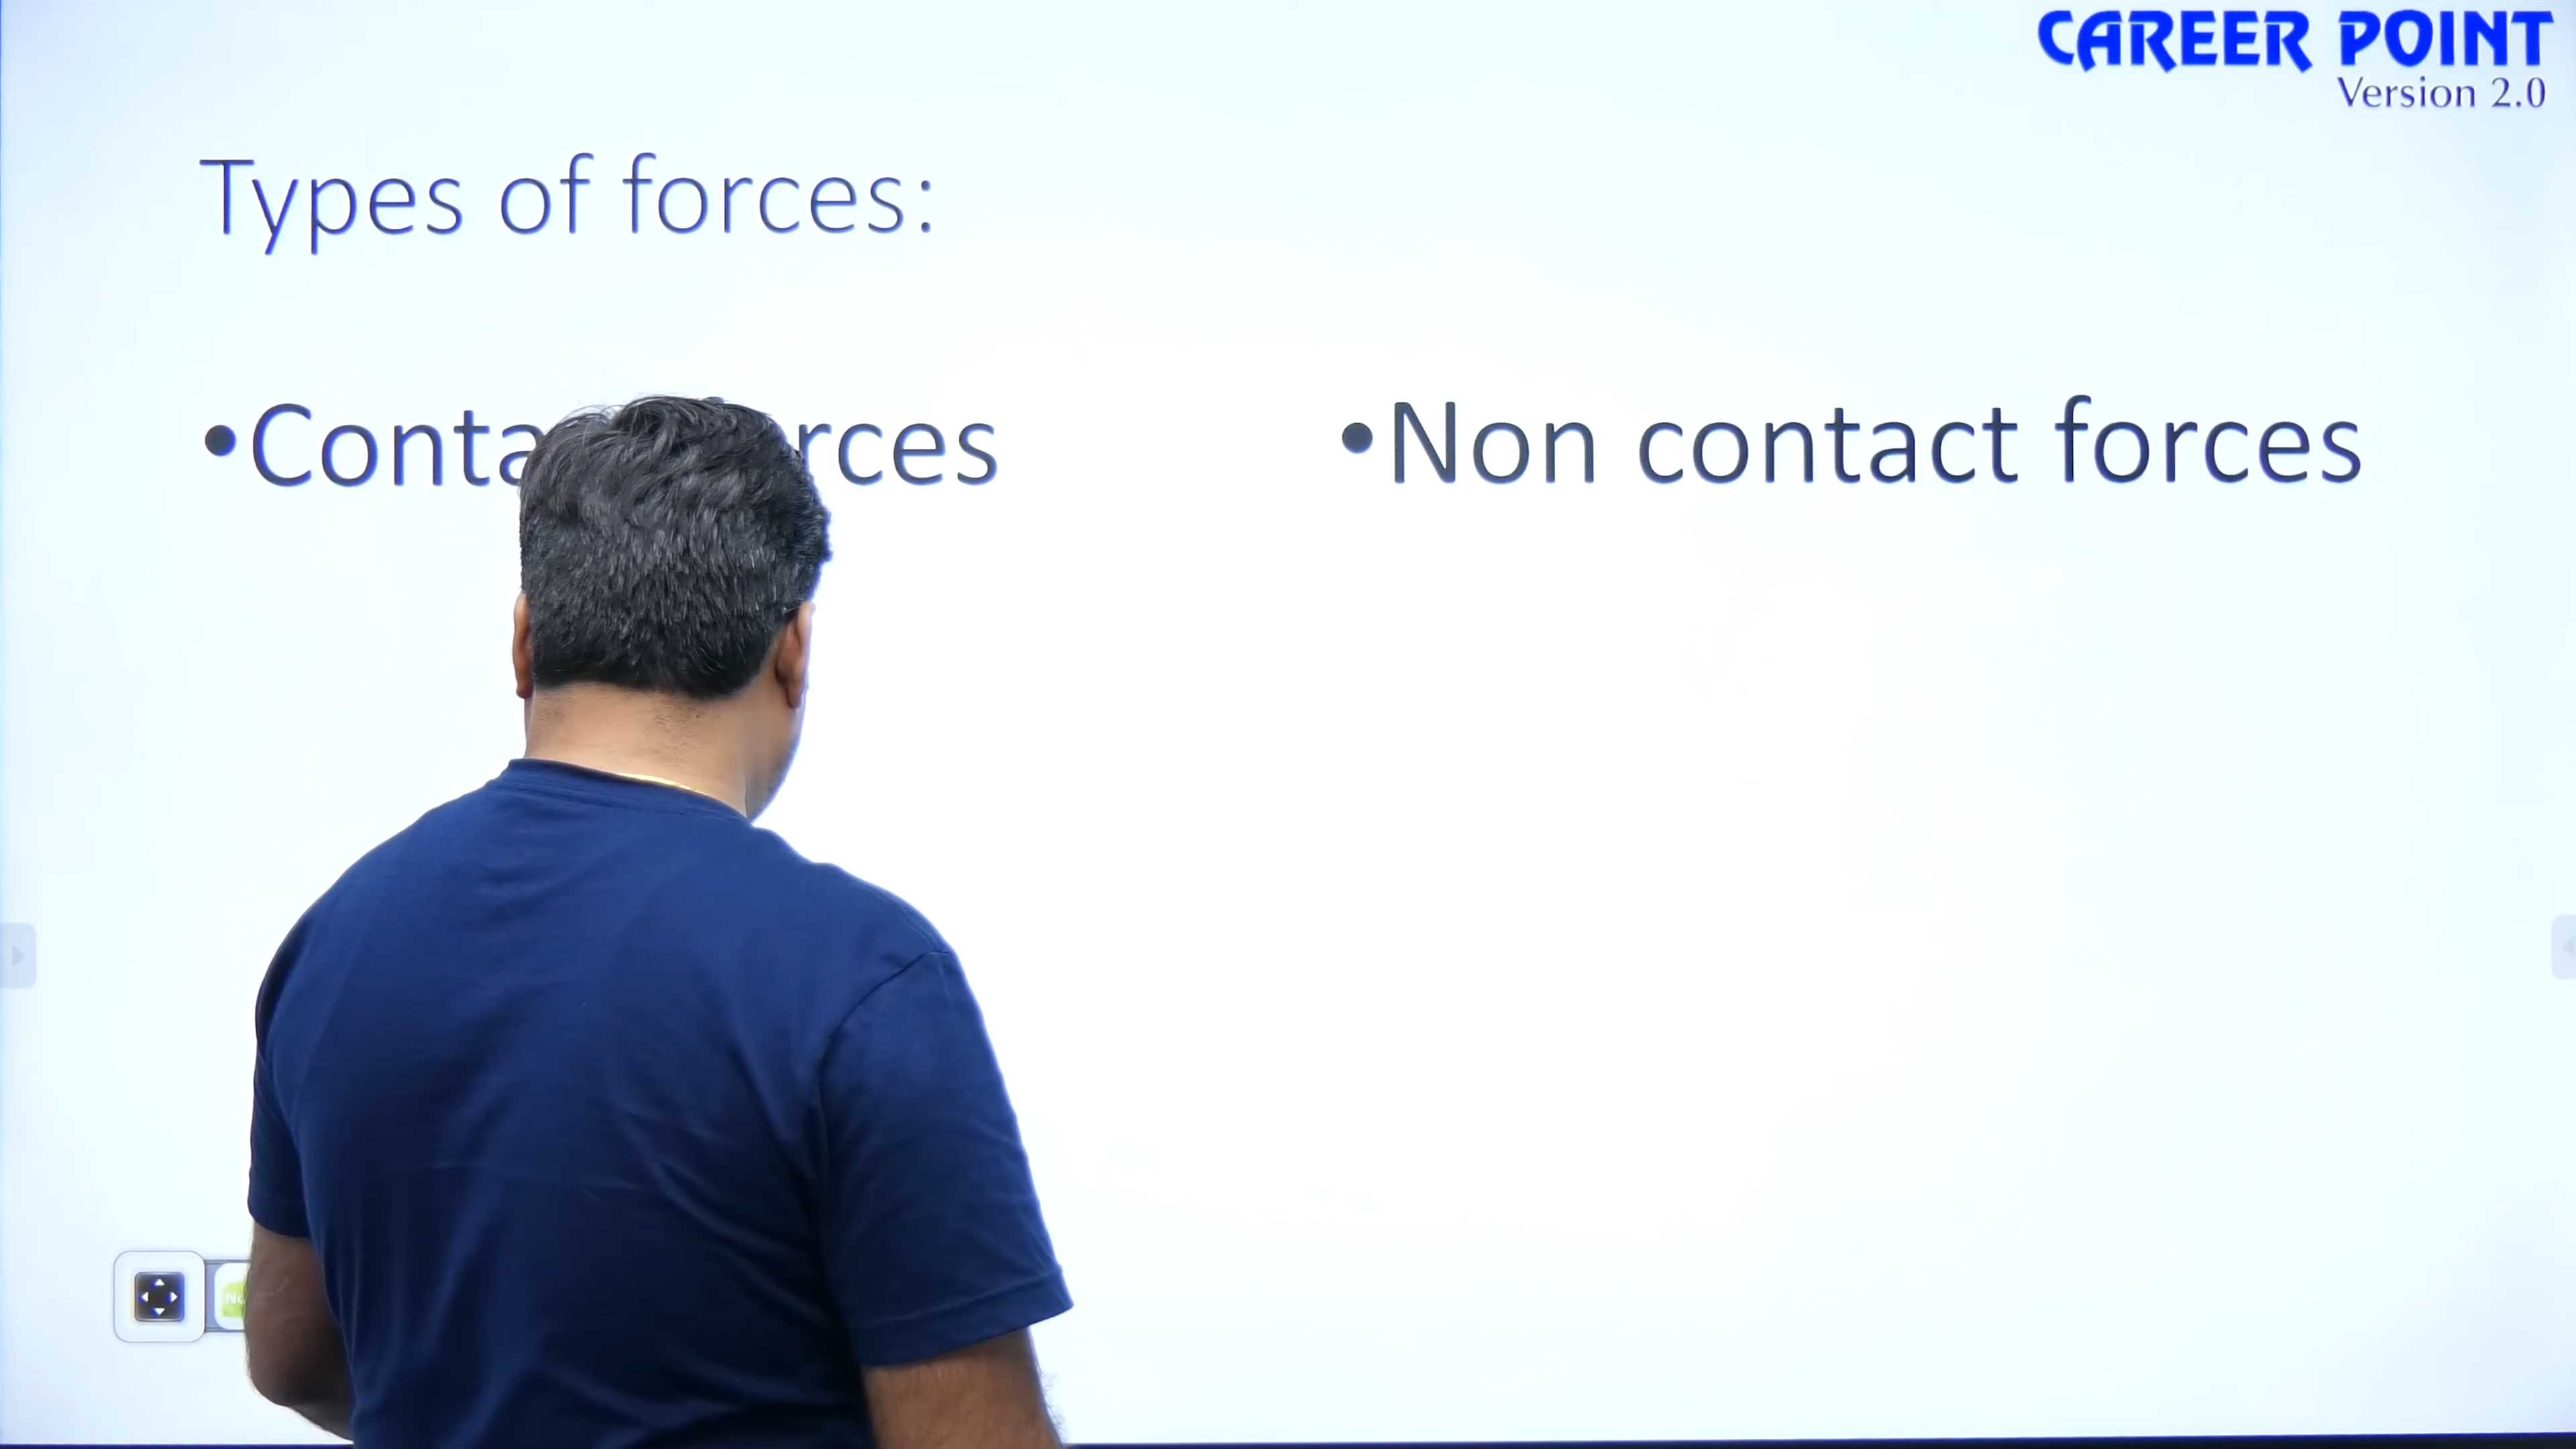 CAREER POINT
Version 2.0
Types of forces:
•Conta rces
•Non contact forces